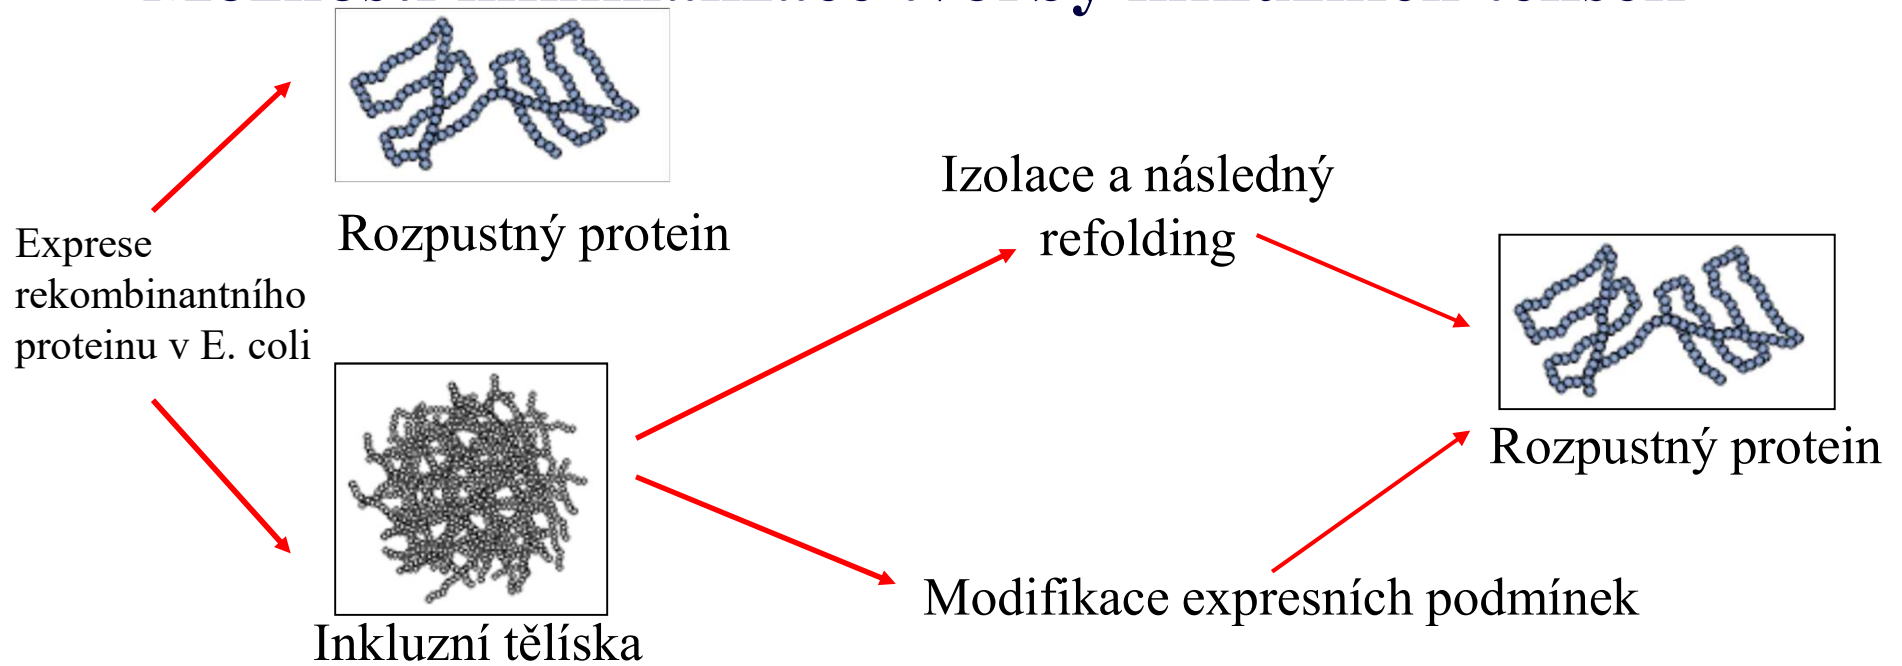 Rozpustný protein
Exprese
rekombinantního
proteinu v E. coli
Inkluzní tělíska
Izolace a následný
refolding
Modifikace expresních podmínek
Rozpustný protein